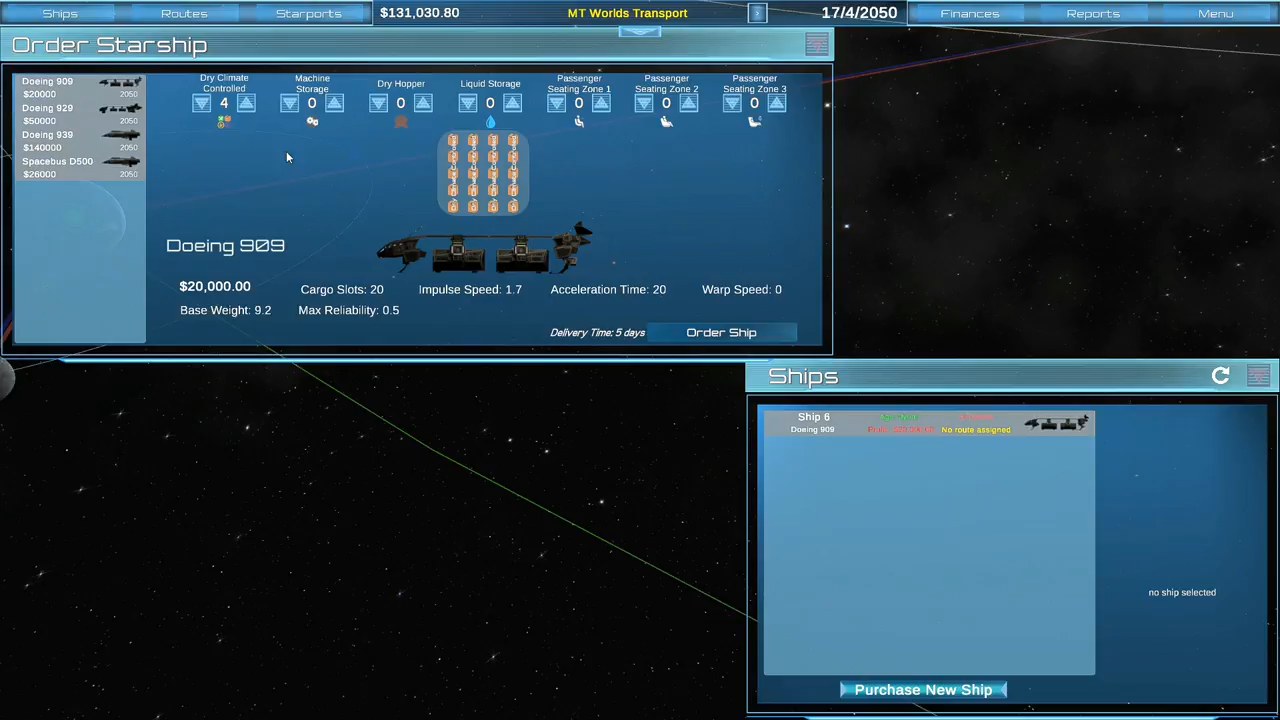 Ships
Routes
Starports
$131,030.80
MT Worlds Transport
17/4/2050
Finances
Reports
Menu
Order Starship
Doeing 909
$20000
2050
Doeing 929
$50000
2050
Doeing 939
$140000
2050
Spacebus D500
$26000
2050
Dry Climate
Controlled
4
Machine
Storage
0
Dry Hopper
0
Liquid Storage
0
Passenger
Seating Zone 1
0
Passenger
Seating Zone 2
0
Passenger
Seating Zone 3
0
Doeing 909
$20,000.00
Cargo Slots: 20
Impulse Speed: 1.7
Acceleration Time: 20
Warp Speed: 0
Base Weight: 9.2
Max Reliability: 0.5
Delivery Time: 5 days
Order Ship
Ships
Ship 6
Doeing 909
No route assigned
no ship selected
Purchase New Ship